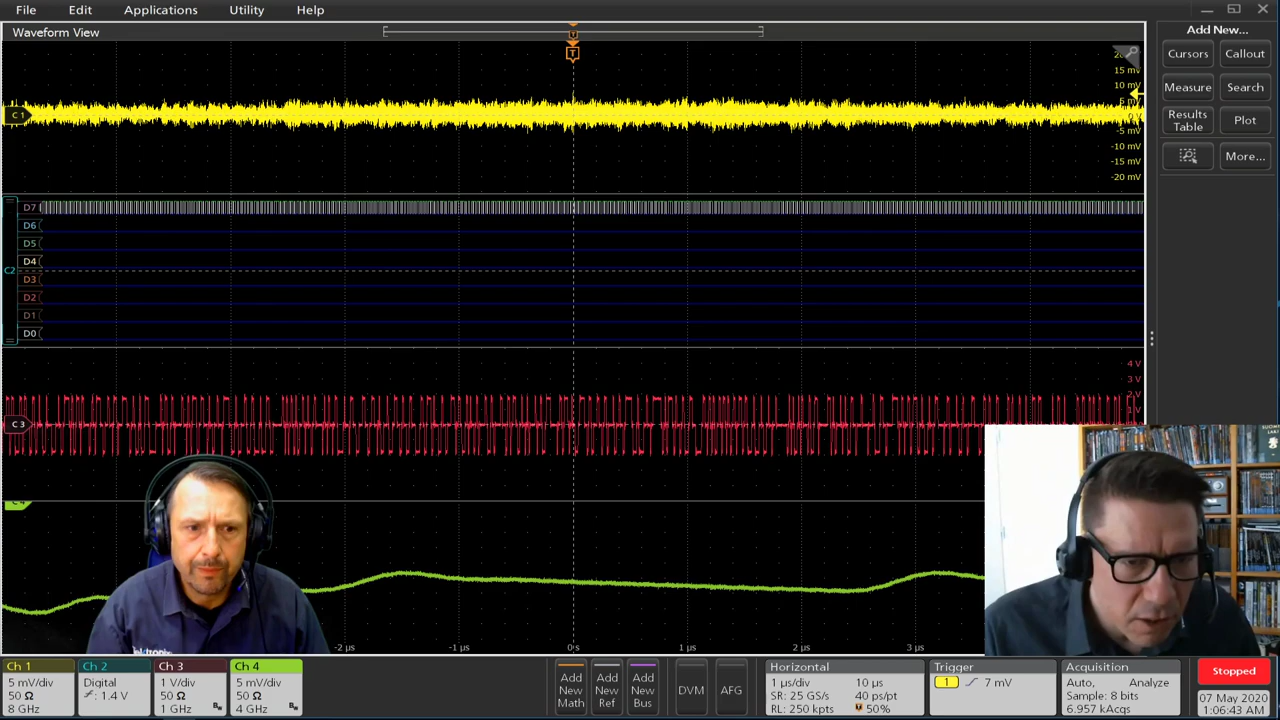 File Edit Applications Utility Help
Waveform View
Add New...
Cursors Callout
Measure Search
Results Table Plot
More...
T
T
15 mV
10 mV
5 mV
0 V
-5 mV
-10 mV
-15 mV
-20 mV
C 1
C2
D7
D6
D5
D4
D3
D2
D1
D0
4 V
3 V
2 V
1 V
C 3
-2 µs -1 µs 0 s 1 µs 2 µs 3 µs
Ch 1
5 mV/div
50 Ω
8 GHz
Ch 2
Digital
: 1.4 V
Ch 3
1 V/div
50 Ω
1 GHz
Ch 4
5 mV/div
50 Ω
4 GHz
Add New Math
Add New Ref
Add New Bus
DVM
AFG
Horizontal
1 µs/div 10 µs
SR: 25 GS/s 40 ps/pt
RL: 250 kpts 50%
Trigger
1 7 mV
Acquisition
Auto, Analyze
Sample: 8 bits
6.957 kAcqs
Stopped
07 May 2020
1:06:43 AM